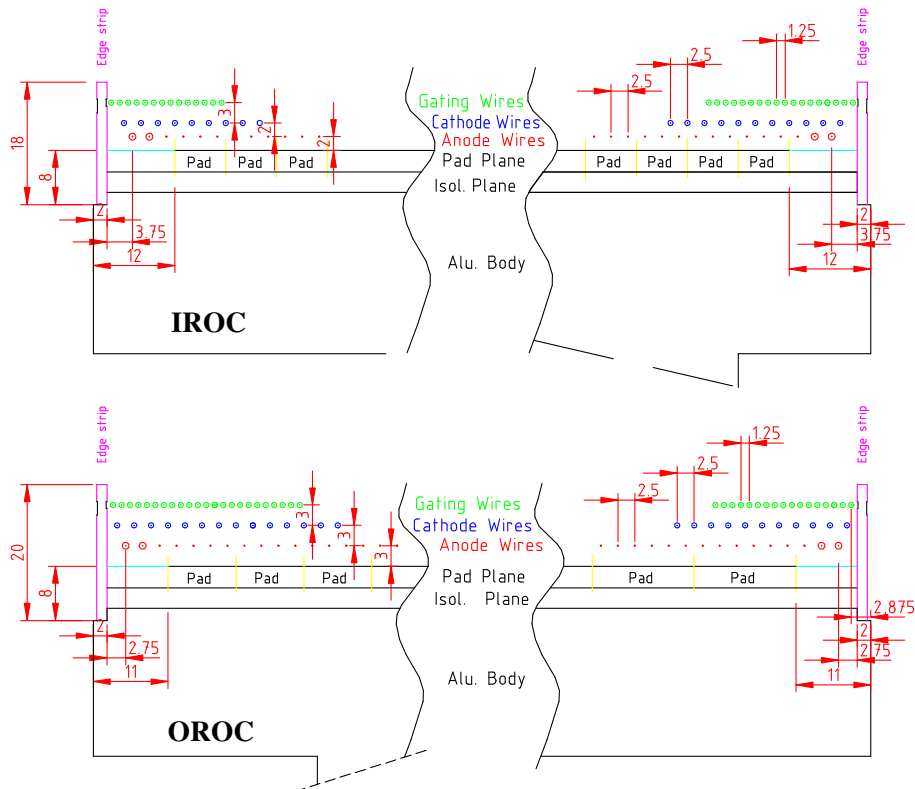 Edge strip
Edge strip
1.25
2.5
2.5
Gating Wires
Cathode Wires
Anode Wires
Pad Plane
Isol. Plane
Alu. Body
18
8
3
2
2
Pad
Pad
Pad
Pad
Pad
Pad
Pad
2
3.75
12
2
3.75
12
IROC
Edge strip
Edge strip
1.25
2.5
2.5
Gating Wires
Cathode Wires
Anode Wires
Pad Plane
Isol. Plane
Alu. Body
20
8
3
3
3
Pad
Pad
Pad
Pad
Pad
2
2.75
11
2.875
2
2.75
11
OROC